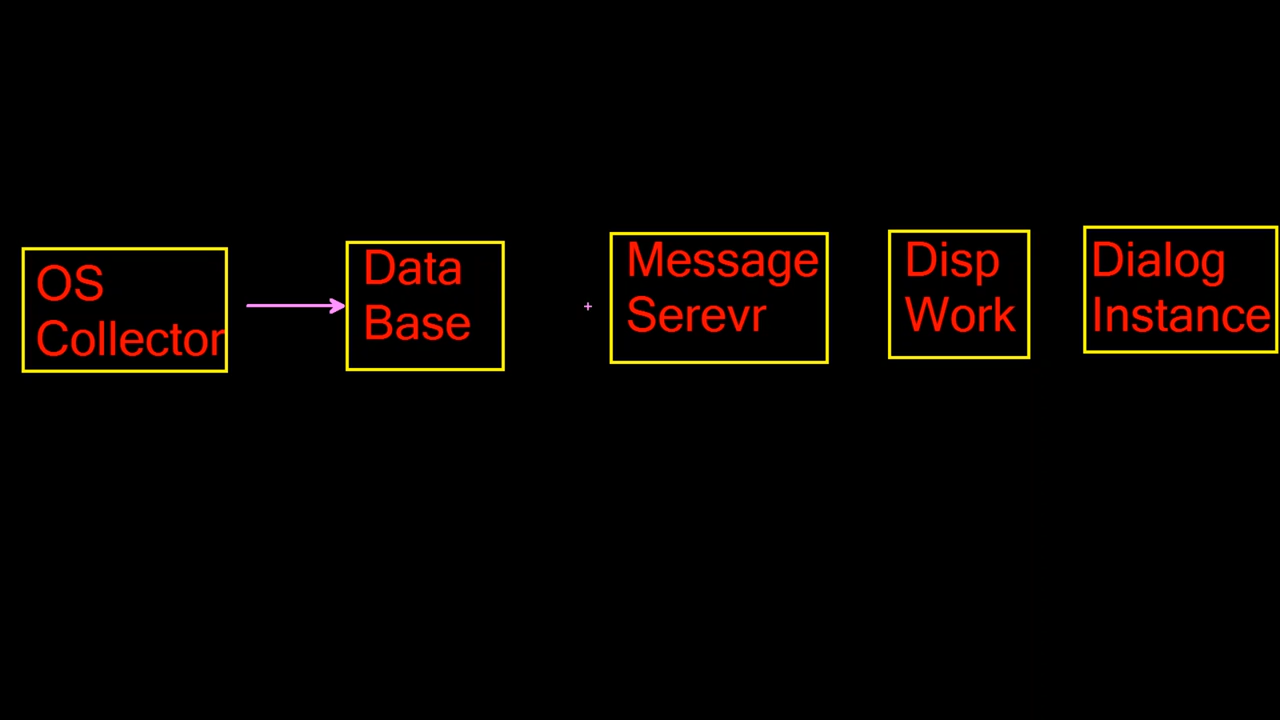 OS
Collector
Data
Base
Message
Serevr
Disp
Work
Dialog
Instance